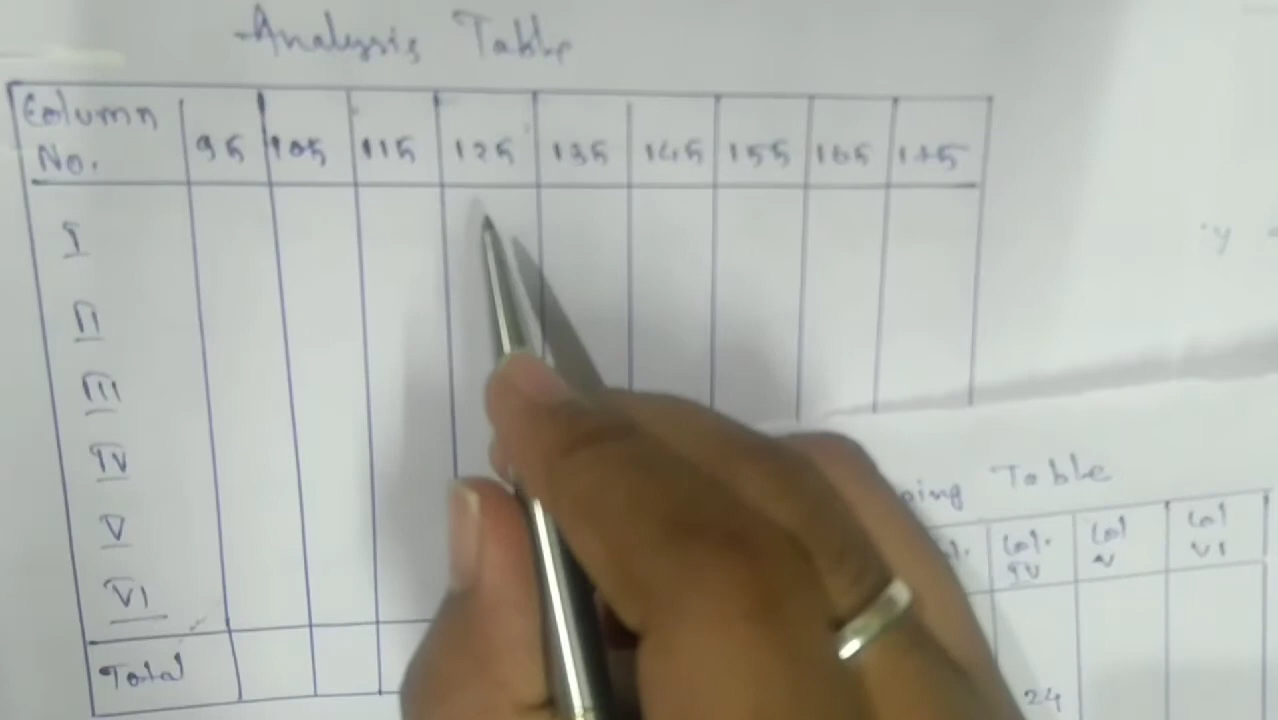 Analysis Table
Column No. 95 105 115 125 135 145 155 165 175
I
II
III
IV
V
VI
Total
ping Table
Col. IV Col V Col VI
24